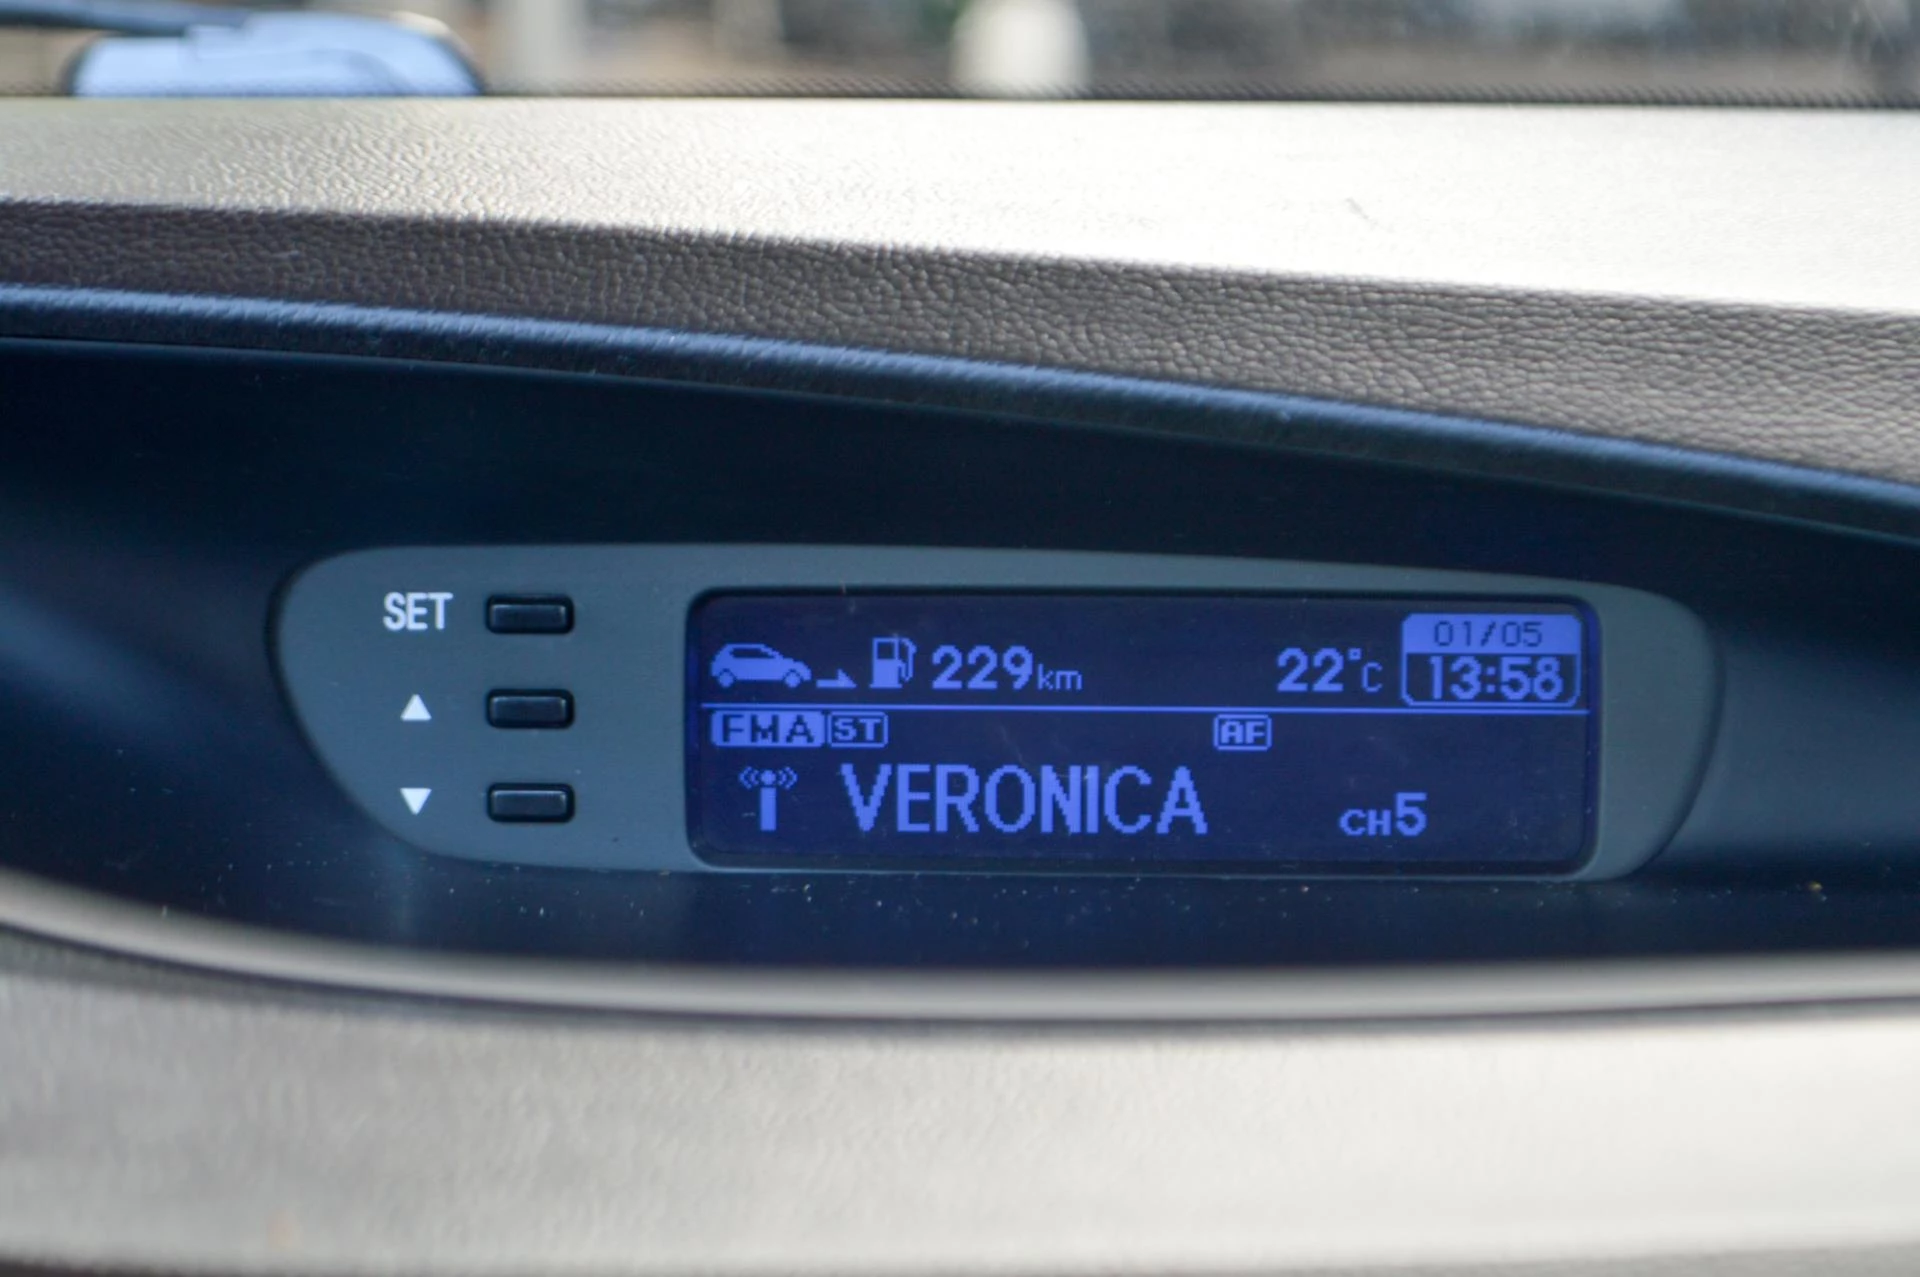 SET
▲
▼
229km 22°C 01/05
13:58
FMA ST AF
VERONICA CH5